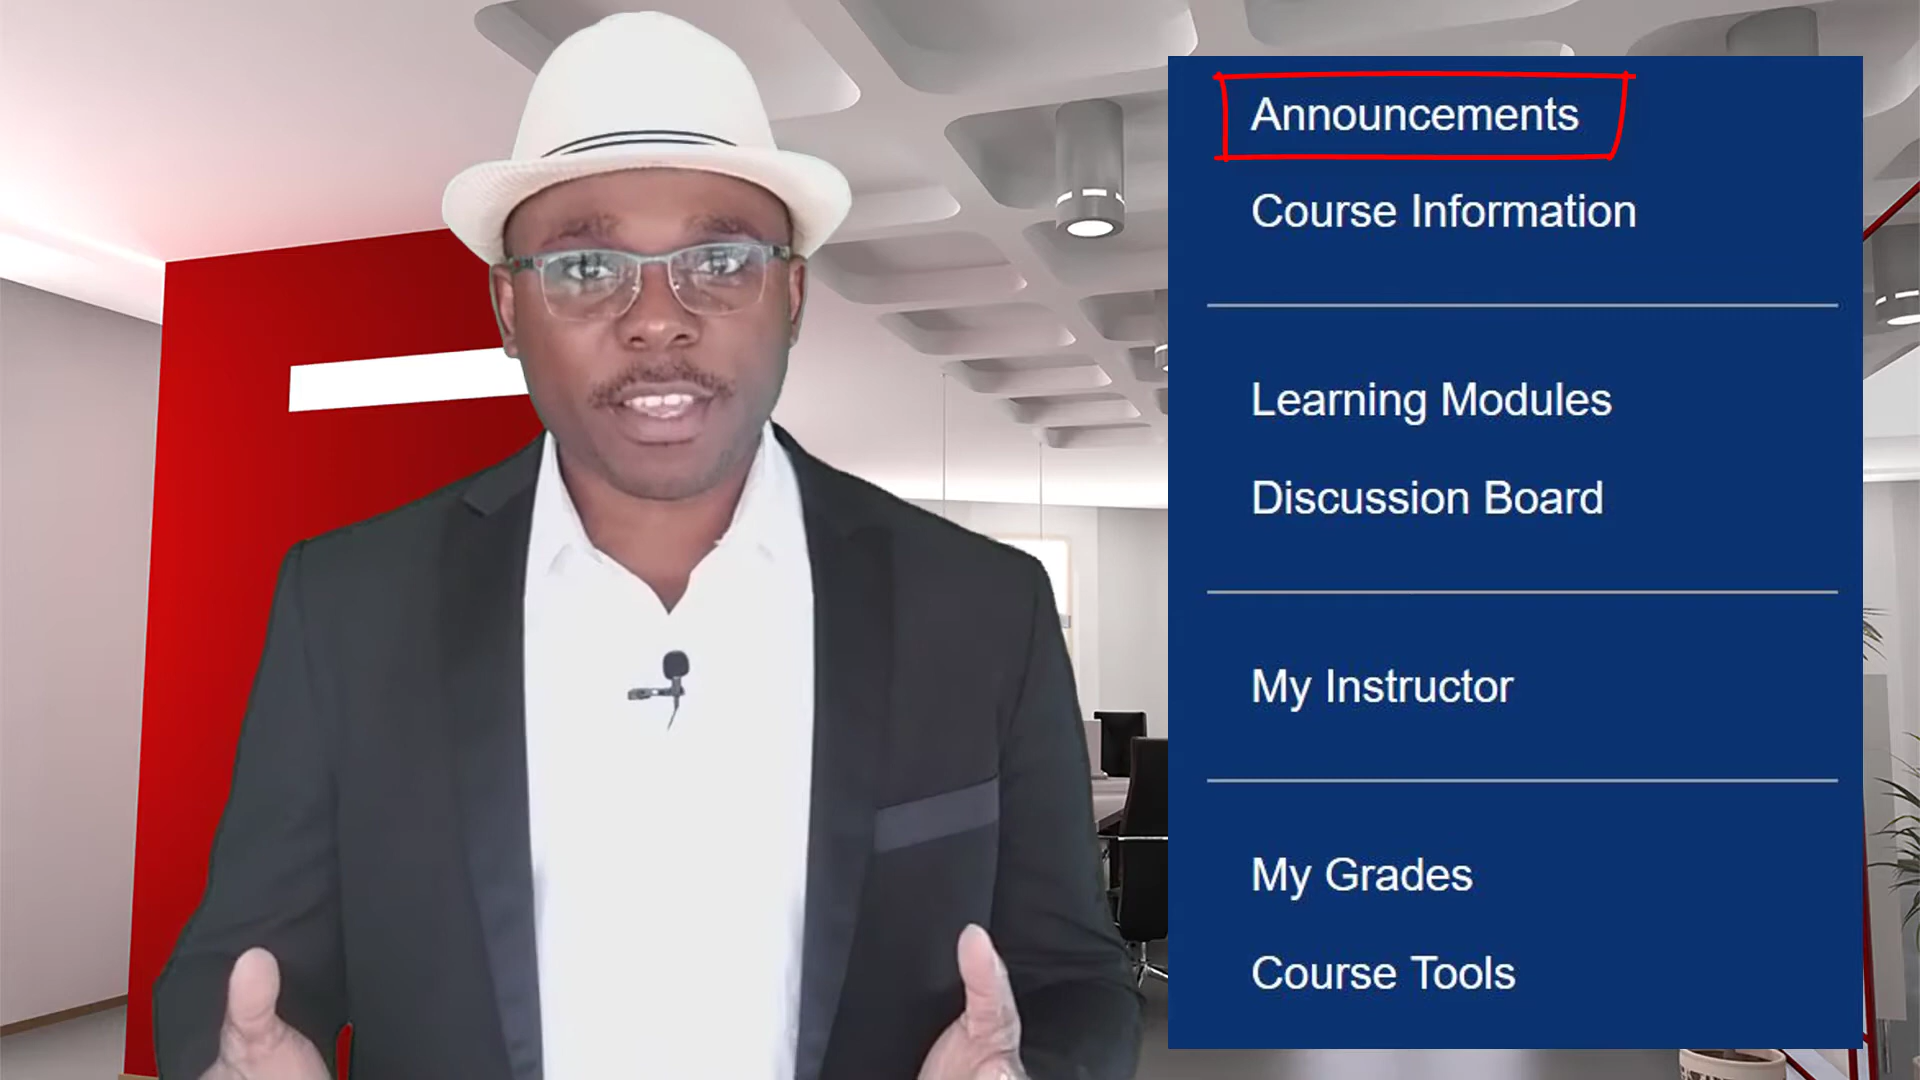 Announcements
Course Information
Learning Modules
Discussion Board
My Instructor
My Grades
Course Tools